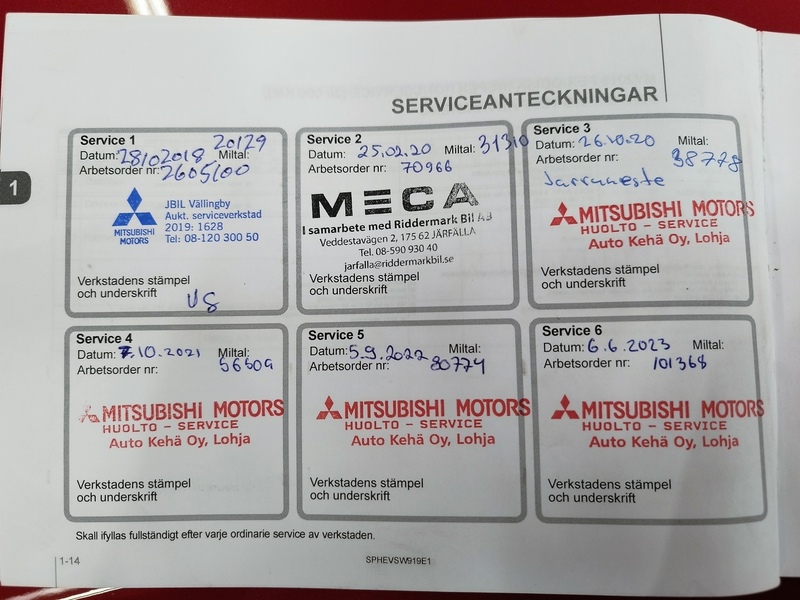 SERVICEANTECKNINGAR
1
Service 1
20129
Datum: 28102018 Miltal:
Arbetsorder nr: 2605100
MITSUBISHI
MOTORS
JBIL Vällingby
Aukt. serviceverkstad
2019: 1628
Tel: 08-120 300 50
Verkstadens stämpel
och underskrift
Service 2
Datum: 25.02.20 Miltal: 31310
Arbetsorder nr: 70966
MECA
I samarbete med Riddermark Bil AB
Veddestavägen 2, 175 62 JÄRFÄLLA
Tel. 08-590 930 40
jarfalla@riddermarkbil.se
Verkstadens stämpel
och underskrift
Service 3
Datum: 26.10.20 Miltal:
Arbetsorder nr: 38778
Jarruneste
MITSUBISHI MOTORS
HUOLTO - SERVICE
Auto Kehä Oy, Lohja
Verkstadens stämpel
och underskrift
Service 4
Datum: 7.10.2021 Miltal:
Arbetsorder nr: 56509
MITSUBISHI MOTORS
HUOLTO - SERVICE
Auto Kehä Oy, Lohja
Verkstadens stämpel
och underskrift
Service 5
Datum: 5.9.2022 Miltal:
Arbetsorder nr: 80774
MITSUBISHI MOTORS
HUOLTO - SERVICE
Auto Kehä Oy, Lohja
Verkstadens stämpel
och underskrift
Service 6
Datum: 6.6.2023 Miltal:
Arbetsorder nr: 101368
MITSUBISHI MOTORS
HUOLTO - SERVICE
Auto Kehä Oy, Lohja
Verkstadens stämpel
och underskrift
Skall ifyllas fullständigt efter varje ordinarie service av verkstaden.
1-14
SPHEVSW919E1